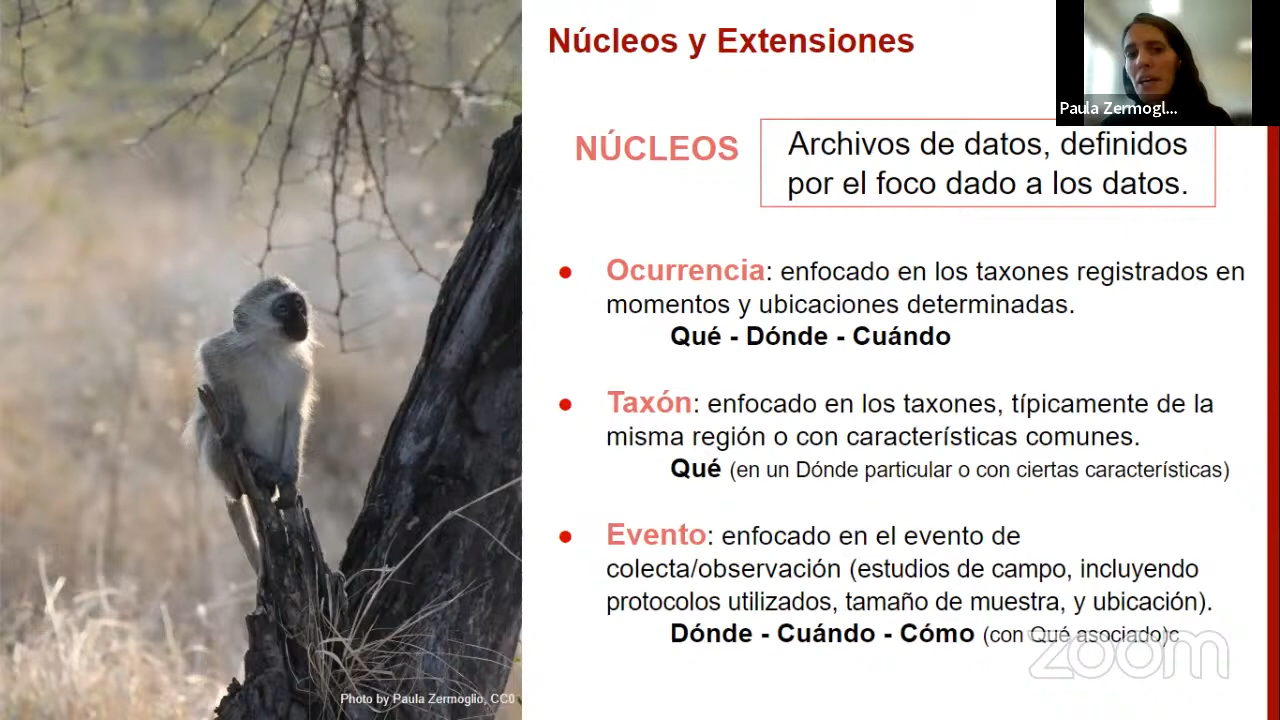 Núcleos y Extensiones
Paula Zermogl...
NÚCLEOS
Archivos de datos, definidos
por el foco dado a los datos.
Ocurrencia: enfocado en los taxones registrados en
momentos y ubicaciones determinadas.
Qué - Dónde - Cuándo
Taxón: enfocado en los taxones, típicamente de la
misma región o con características comunes.
Qué (en un Dónde particular o con ciertas características)
Evento: enfocado en el evento de
colecta/observación (estudios de campo, incluyendo
protocolos utilizados, tamaño de muestra, y ubicación).
Dónde - Cuándo - Cómo (con Qué asociado)c
zoom
Photo by Paula Zermoglio, CC0